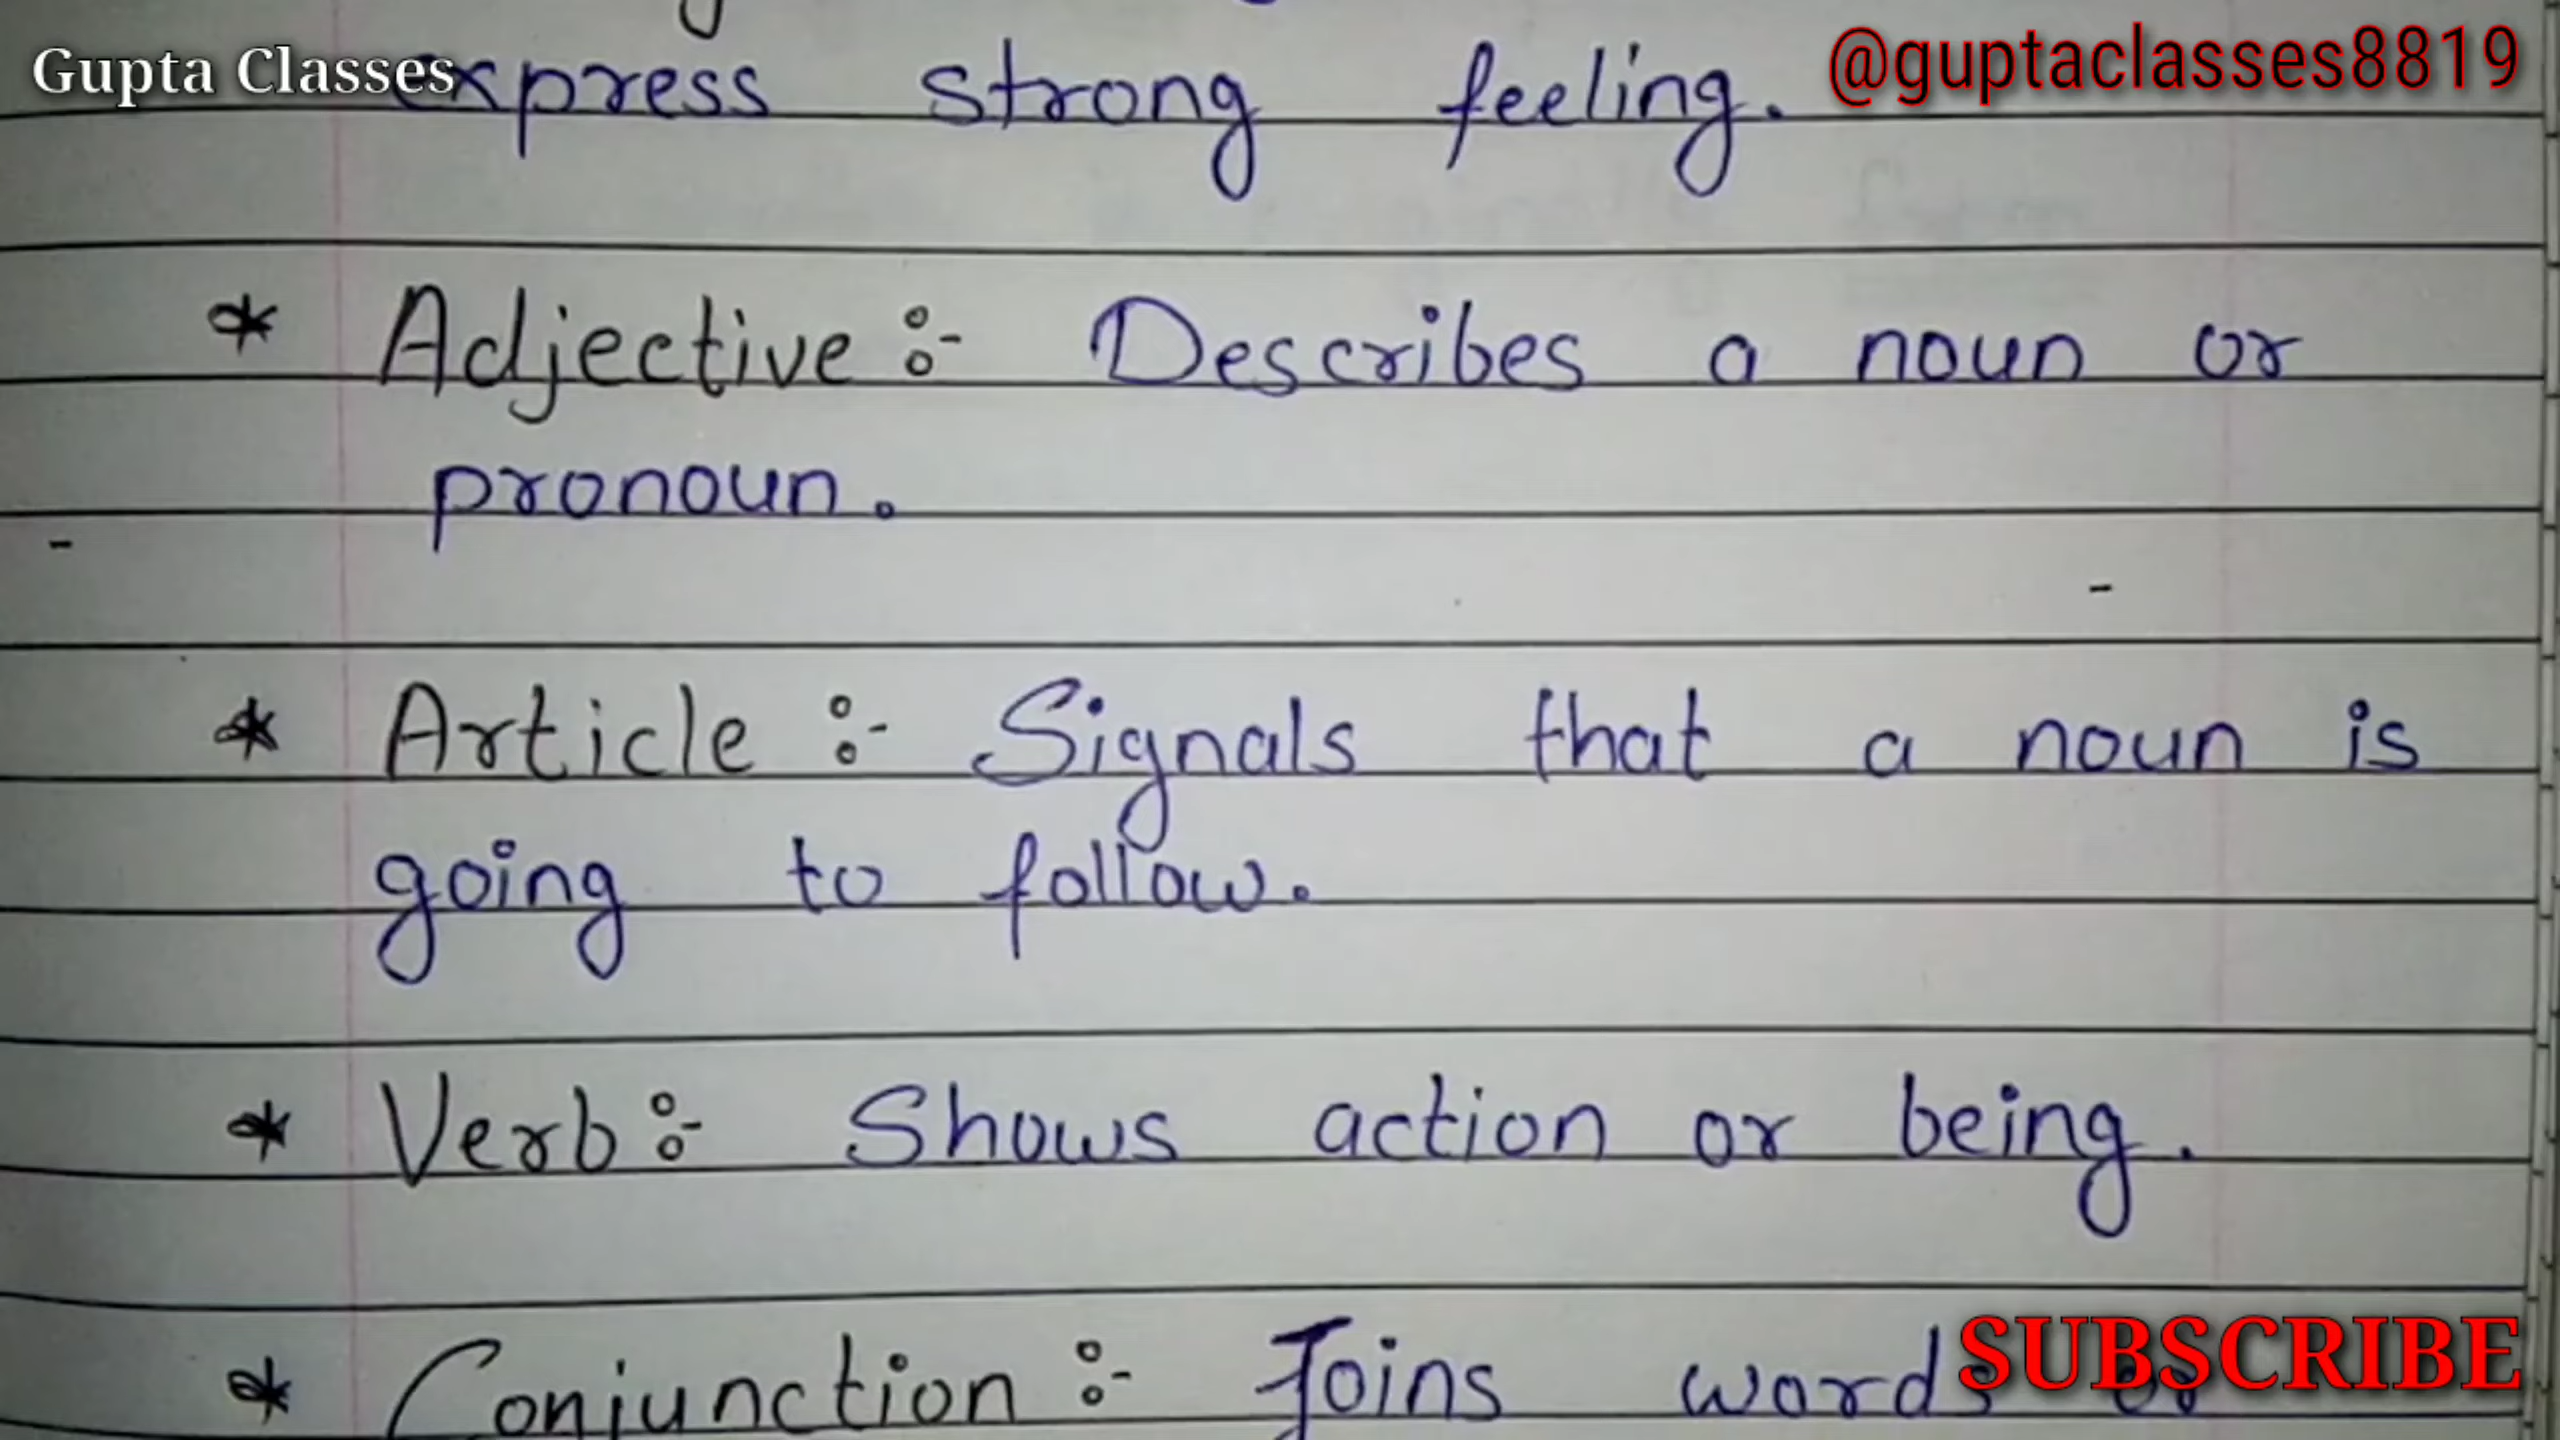 Gupta Classes
@guptaclasses8819
express strong feeling.
* Adjective :- Describes a noun or
pronoun.
* Article :- Signals that a noun is
going to follow.
* Verb :- Shows action or being.
* Conjunction :- Joins words or
SUBSCRIBE